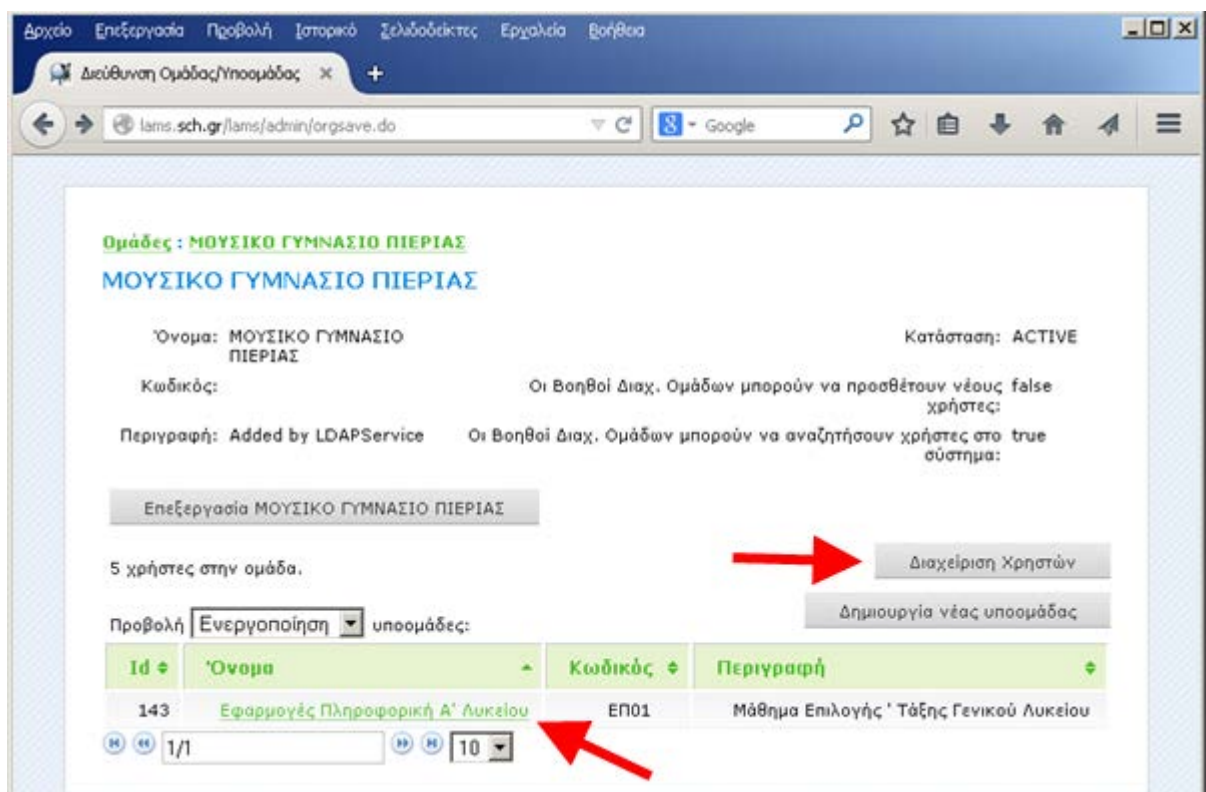 Αρχείο Επεξεργασία Προβολή Ιστορικό Σελιδοδείκτες Εργαλεία Βοήθεια
Διεύθυνση Ομάδας/Υποομάδας
lams.sch.gr/lams/admin/orgsave.do Google
Ομάδες : ΜΟΥΣΙΚΟ ΓΥΜΝΑΣΙΟ ΠΙΕΡΙΑΣ
ΜΟΥΣΙΚΟ ΓΥΜΝΑΣΙΟ ΠΙΕΡΙΑΣ
Όνομα: ΜΟΥΣΙΚΟ ΓΥΜΝΑΣΙΟ Κατάσταση: ACTIVE
ΠΙΕΡΙΑΣ
Κωδικός: Οι Βοηθοί Διαχ. Ομάδων μπορούν να προσθέτουν νέους false
χρήστες:
Περιγραφή: Added by LDAPService Οι Βοηθοί Διαχ. Ομάδων μπορούν να αναζητήσουν χρήστες στο true
σύστημα:
Επεξεργασία ΜΟΥΣΙΚΟ ΓΥΜΝΑΣΙΟ ΠΙΕΡΙΑΣ
5 χρήστες στην ομάδα. Διαχείριση Χρηστών
Δημιουργία νέας υποομάδας
Προβολή Ενεργοποίηση υποομάδες:
Id Όνομα Κωδικός Περιγραφή
143 Εφαρμογές Πληροφορική Α' Λυκείου ΕΠ01 Μάθημα Επιλογής ' Τάξης Γενικού Λυκείου
1/1 10